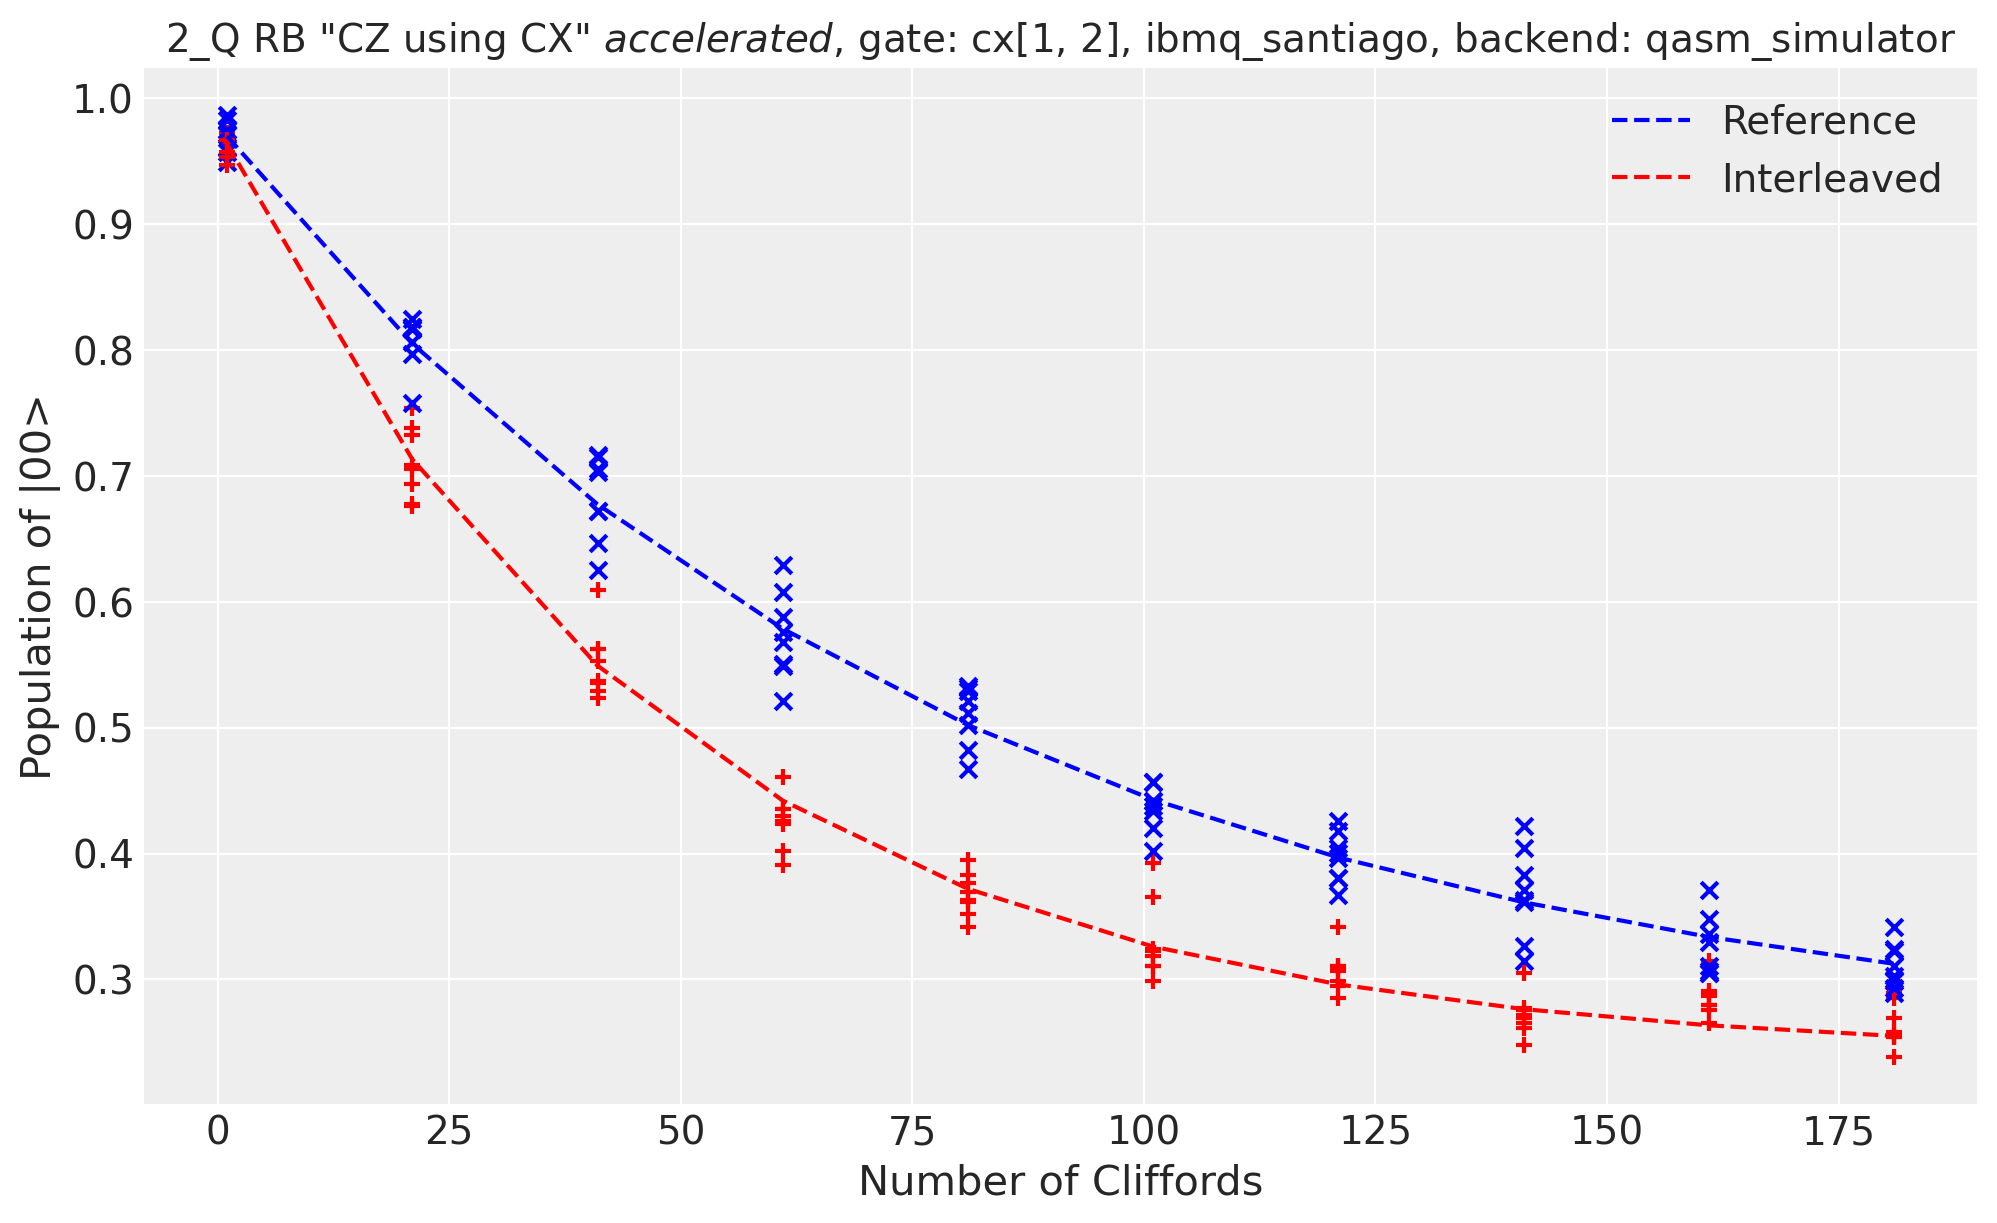 2_Q RB "CZ using CX" accelerated, gate: cx[1, 2], ibmq_santiago, backend: qasm_simulator
Reference
Interleaved
Population of |00>
1.0
0.9
0.8
0.7
0.6
0.5
0.4
0.3
0 25 50 75 100 125 150 175
Number of Cliffords